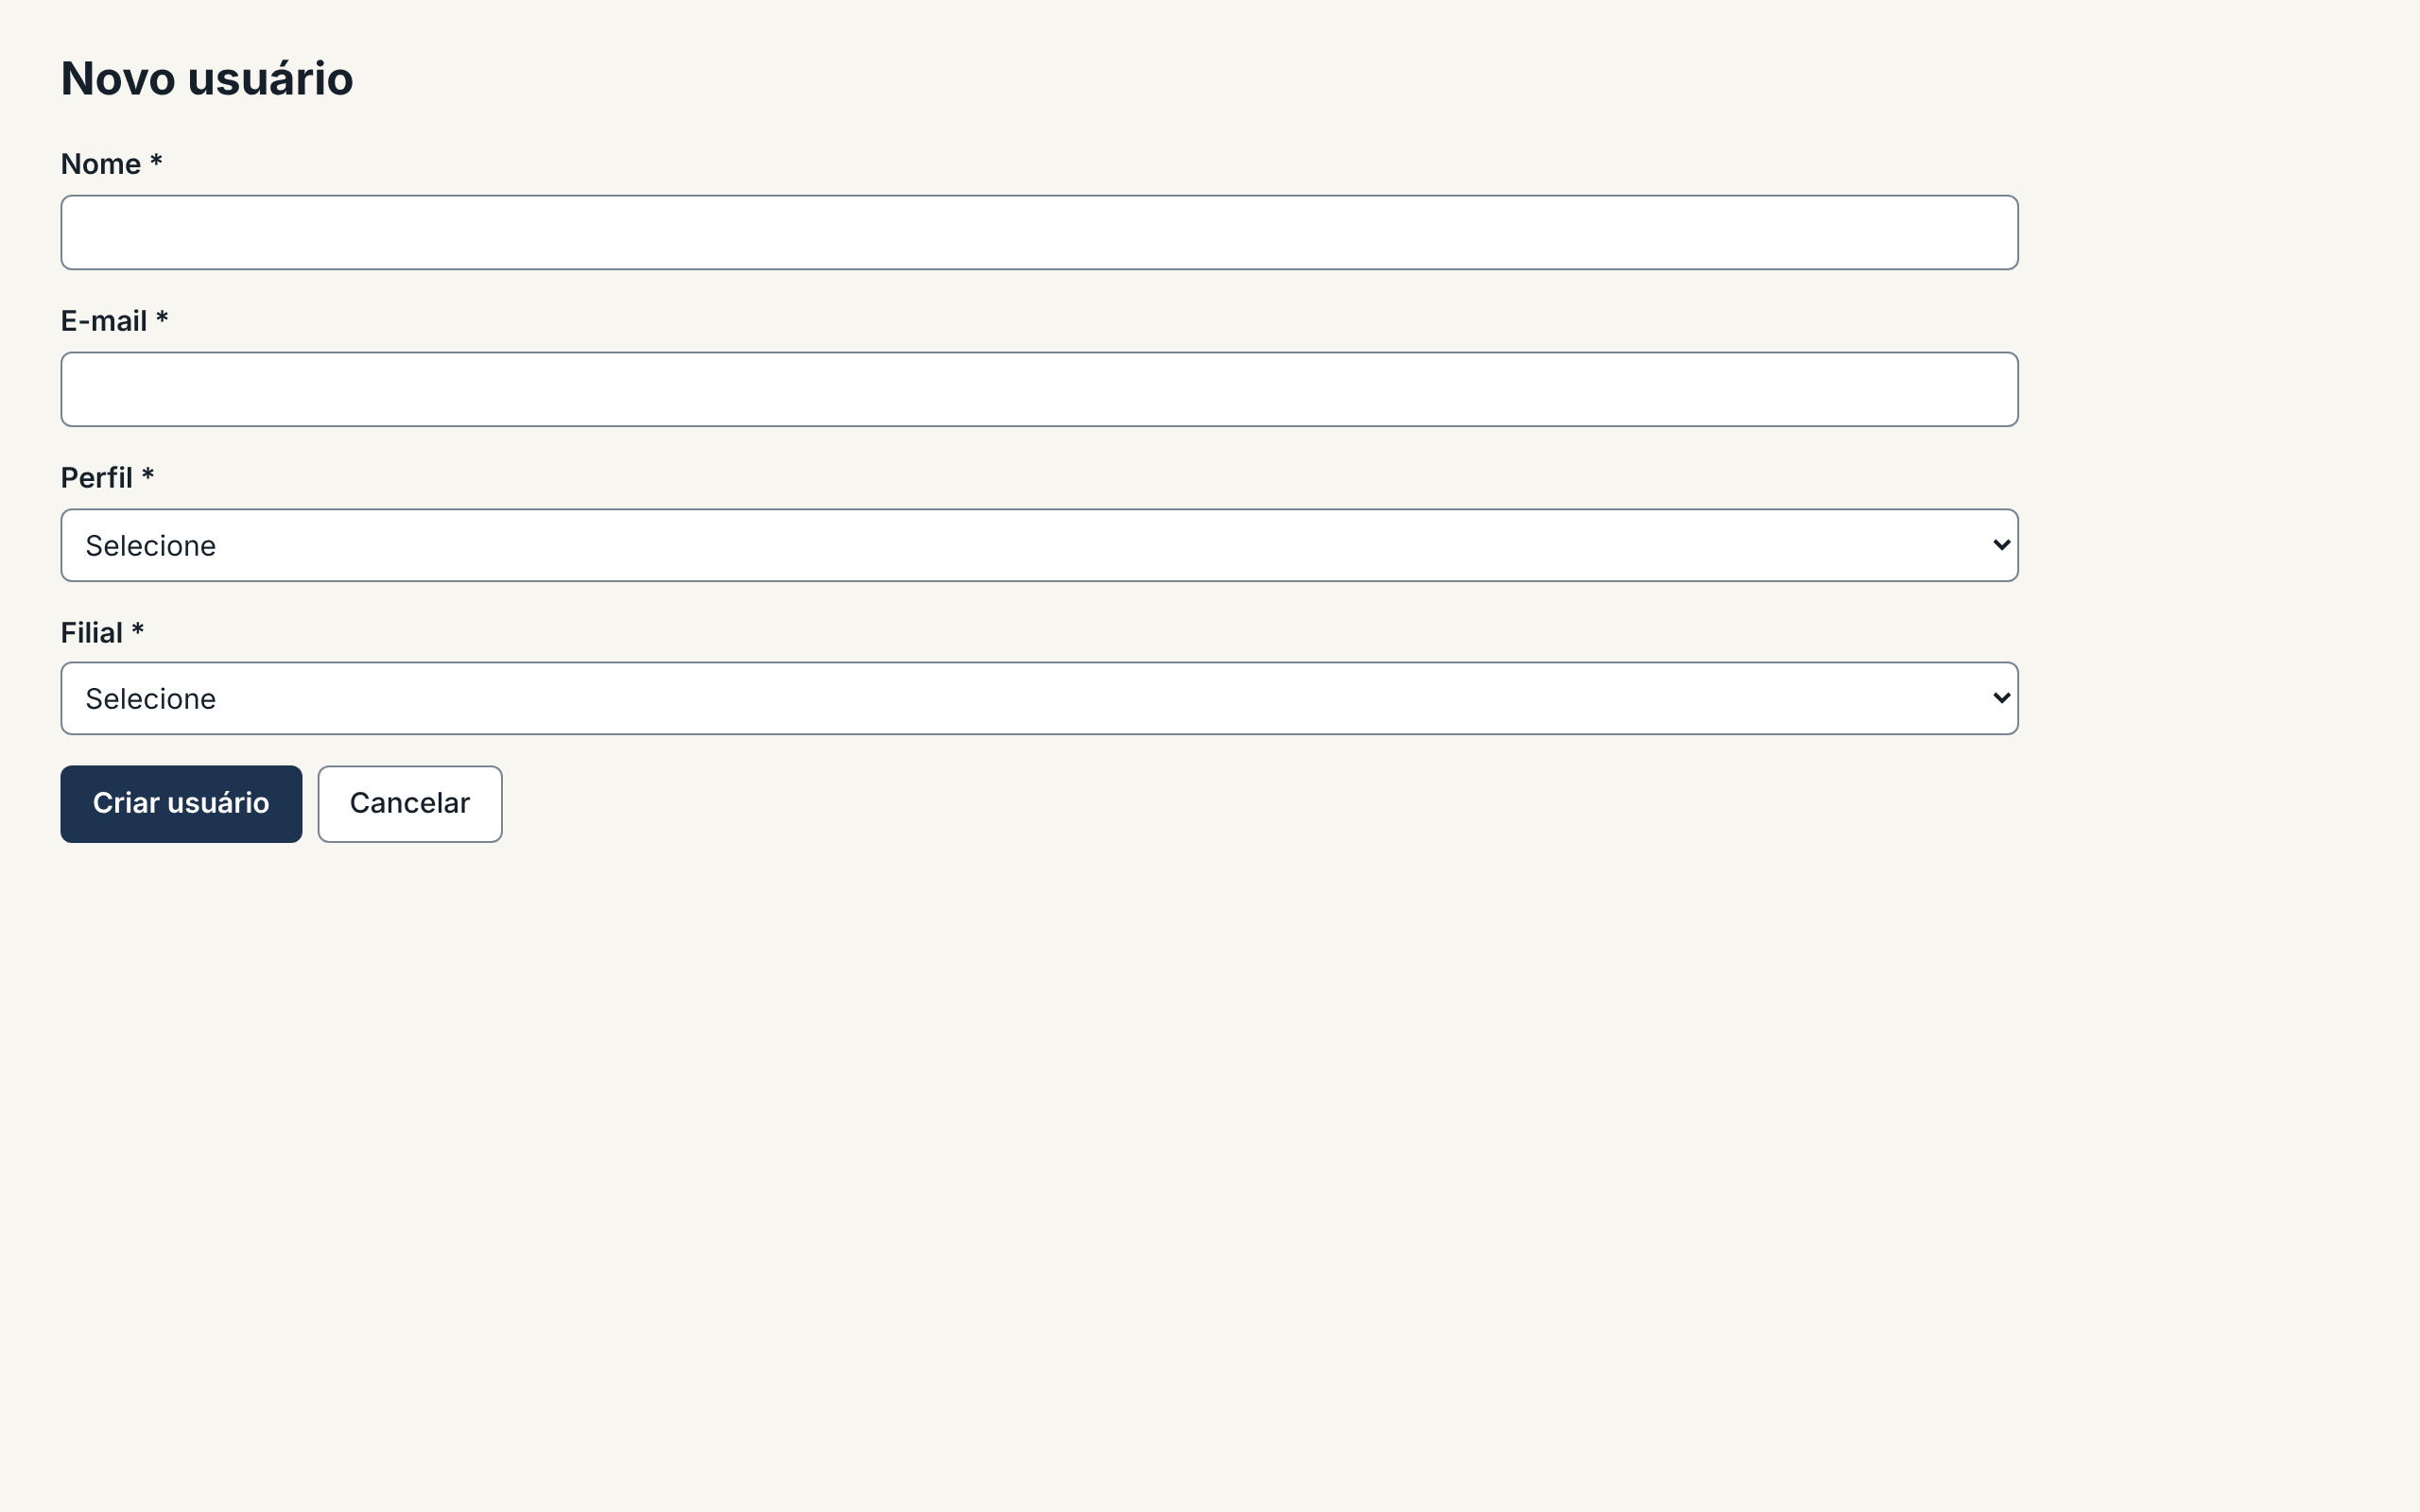 Novo usuário
Nome *
E-mail *
Perfil *
Selecione
Filial *
Selecione
Criar usuário Cancelar